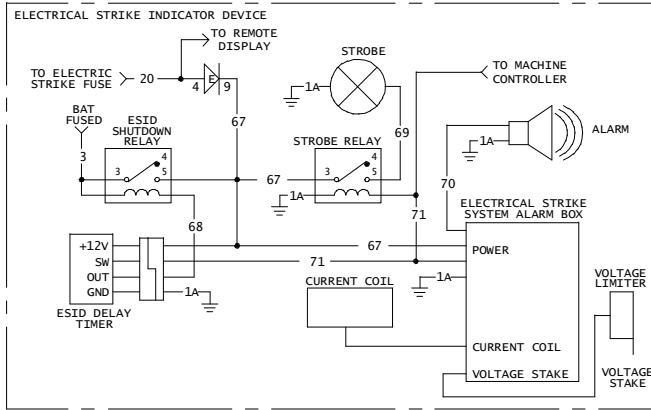 ELECTRICAL STRIKE INDICATOR DEVICE
TO REMOTE
DISPLAY
STROBE
TO ELECTRIC
STRIKE FUSE
20
4
E
9
1A
TO MACHINE
CONTROLLER
BAT
FUSED
ESID
SHUTDOWN
RELAY
67
69
ALARM
STROBE RELAY
1A
3
4
3
5
67
4
3
5
70
1A
68
71
ELECTRICAL STRIKE
SYSTEM ALARM BOX
+12V
67
POWER
SW
71
OUT
1A
GND
1A
CURRENT COIL
VOLTAGE
LIMITER
ESID DELAY
TIMER
CURRENT COIL
VOLTAGE STAKE
VOLTAGE
STAKE